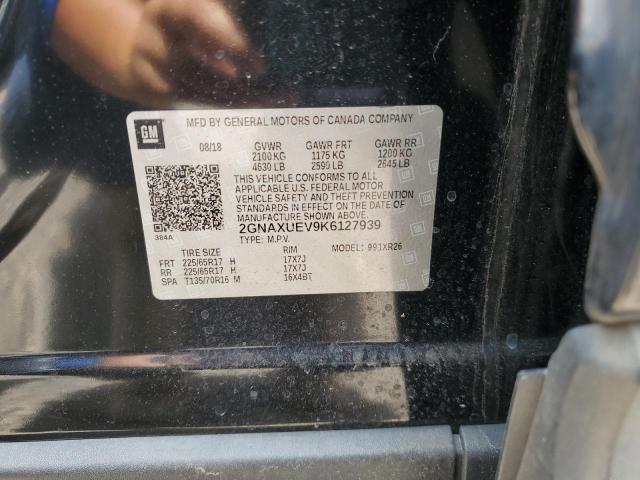 GM
MFD BY GENERAL MOTORS OF CANADA COMPANY
08/18 GVWR GAWR FRT GAWR RR
2100 KG 1175 KG 1200 KG
4630 LB 2590 LB 2645 LB
THIS VEHICLE CONFORMS TO ALL
APPLICABLE U.S. FEDERAL MOTOR
VEHICLE SAFETY AND THEFT PREVENTION
STANDARDS IN EFFECT ON THE DATE OF
MANUFACTURE SHOWN ABOVE.
384A 2GNAXUEV9K6127939
TYPE: M.P.V. MODEL: 991XR26
TIRE SIZE RIM
FRT 225/65R17 H 17X7J
RR 225/65R17 H 17X7J
SPA T135/70R16 M 16X4BT